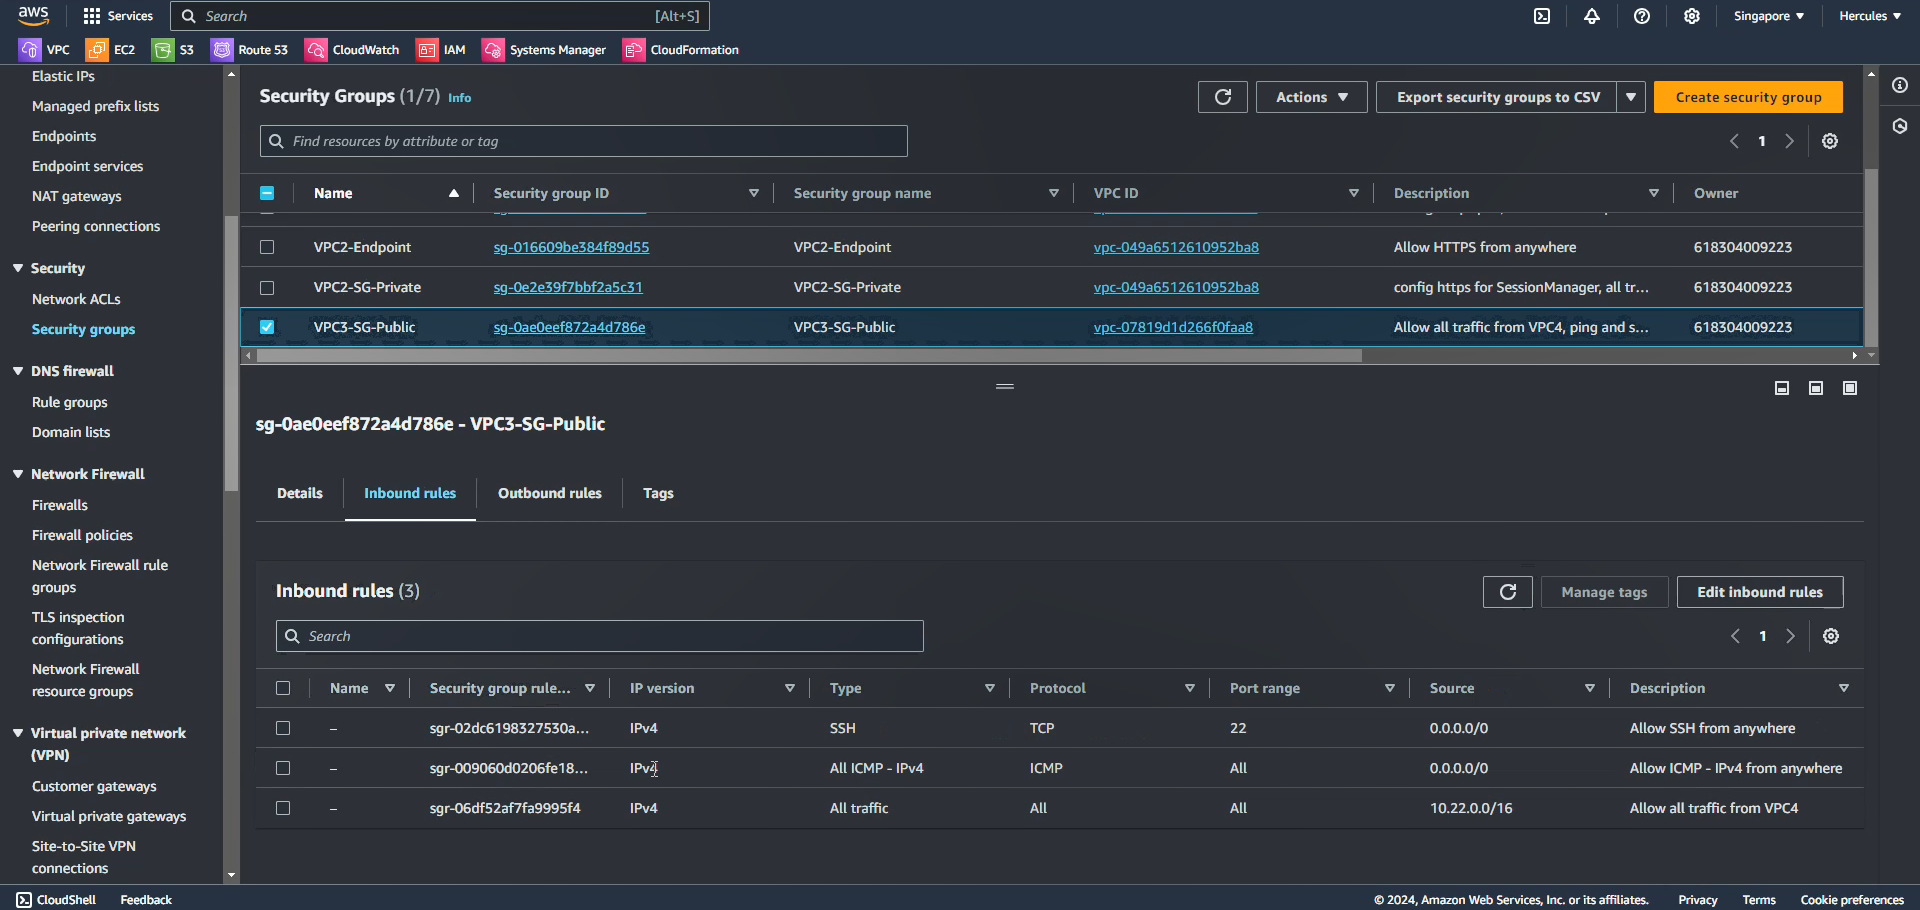 aws
Services
Search
[Alt+S]
Singapore
Hercules
VPC
EC2
S3
Route 53
CloudWatch
IAM
Systems Manager
CloudFormation
Elastic IPs
Managed prefix lists
Endpoints
Endpoint services
NAT gateways
Peering connections
Security
Network ACLs
Security groups
DNS firewall
Rule groups
Domain lists
Network Firewall
Firewalls
Firewall policies
Network Firewall rule
groups
TLS inspection
configurations
Network Firewall
resource groups
Virtual private network
(VPN)
Customer gateways
Virtual private gateways
Site-to-Site VPN
connections
Security Groups (1/7) Info
Actions
Export security groups to CSV
Create security group
Find resources by attribute or tag
1
Name Security group ID Security group name VPC ID Description Owner
VPC2-Endpoint sg-016609be384f89d55 VPC2-Endpoint vpc-049a6512610952ba8 Allow HTTPS from anywhere 618304009223
VPC2-SG-Private sg-0e2e39f7bbf2a5c31 VPC2-SG-Private vpc-049a6512610952ba8 config https for SessionManager, all tr... 618304009223
VPC3-SG-Public sg-0ae0eef872a4d786e VPC3-SG-Public vpc-07819d1d266f0faa8 Allow all traffic from VPC4, ping and s... 618304009223
sg-0ae0eef872a4d786e - VPC3-SG-Public
Details
Inbound rules
Outbound rules
Tags
Inbound rules (3)
Manage tags
Edit inbound rules
Search
1
Name Security group rule... IP version Type Protocol Port range Source Description
– sgr-02dc6198327530a... IPv4 SSH TCP 22 0.0.0.0/0 Allow SSH from anywhere
– sgr-009060d0206fe18... IPv4 All ICMP - IPv4 ICMP All 0.0.0.0/0 Allow ICMP - IPv4 from anywhere
– sgr-06df52af7fa9995f4 IPv4 All traffic All All 10.22.0.0/16 Allow all traffic from VPC4
CloudShell
Feedback
© 2024, Amazon Web Services, Inc. or its affiliates.
Privacy
Terms
Cookie preferences